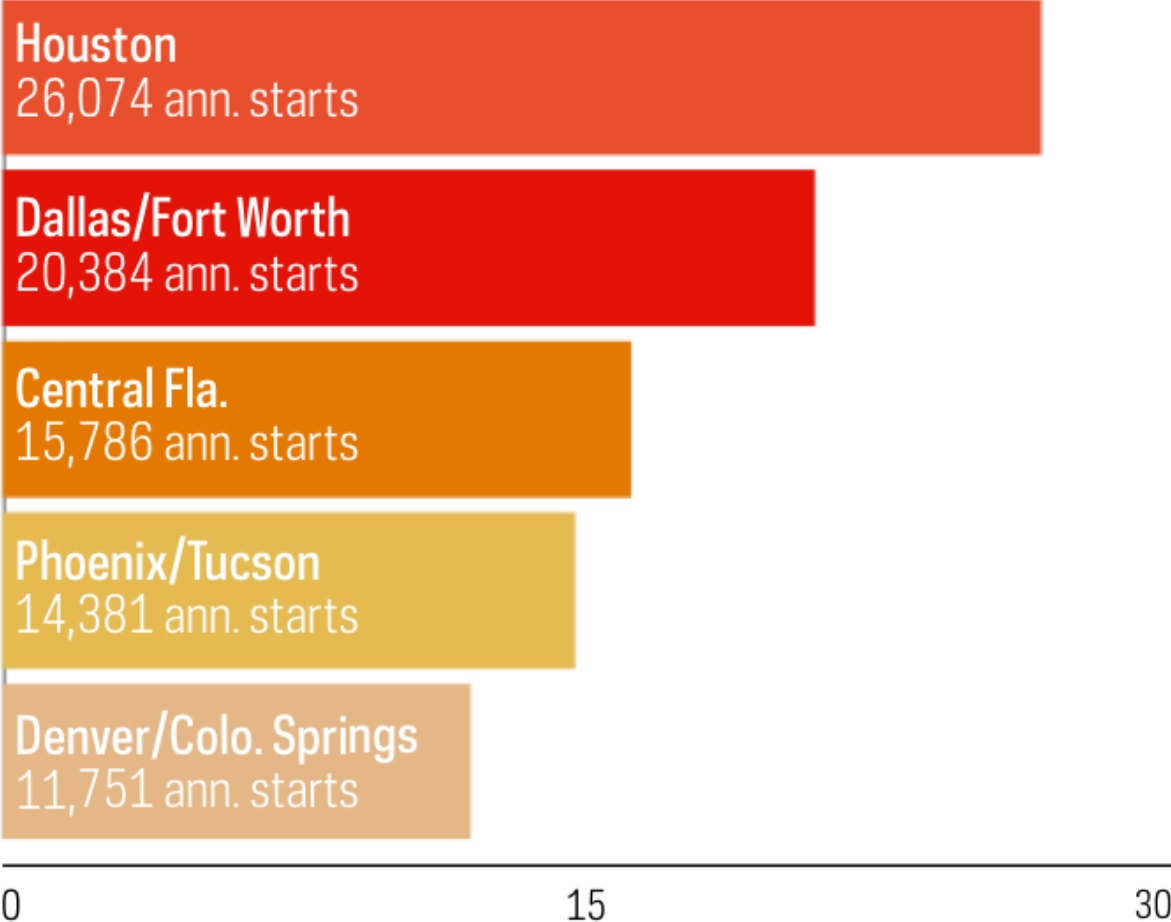 Houston
26,074 ann. starts
Dallas/Fort Worth
20,384 ann. starts
Central Fla.
15,786 ann. starts
Phoenix/Tucson
14,381 ann. starts
Denver/Colo. Springs
11,751 ann. starts
0 15 30